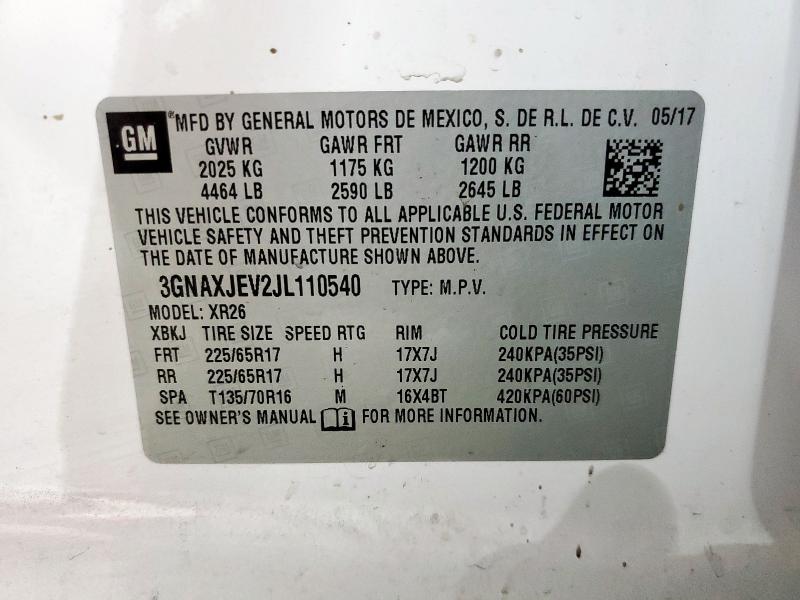 GM ® MFD BY GENERAL MOTORS DE MEXICO, S. DE R.L. DE C.V. 05/17
GVWR GAWR FRT GAWR RR
2025 KG 1175 KG 1200 KG
4464 LB 2590 LB 2645 LB
THIS VEHICLE CONFORMS TO ALL APPLICABLE U.S. FEDERAL MOTOR
VEHICLE SAFETY AND THEFT PREVENTION STANDARDS IN EFFECT ON
THE DATE OF MANUFACTURE SHOWN ABOVE.
3GNAXJEV2JL110540 TYPE: M.P.V.
MODEL: XR26
XBKJ TIRE SIZE SPEED RTG RIM COLD TIRE PRESSURE
FRT 225/65R17 H 17X7J 240KPA(35PSI)
RR 225/65R17 H 17X7J 240KPA(35PSI)
SPA T135/70R16 M 16X4BT 420KPA(60PSI)
SEE OWNER'S MANUAL i FOR MORE INFORMATION.